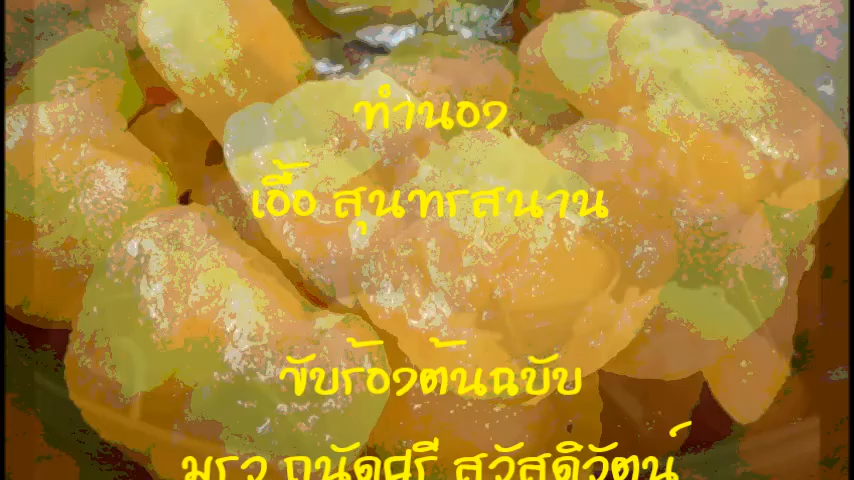 ทำนอง
เอื้อ สุนทรสนาน
ขับร้องต้นฉบับ
มรว ถนัดศรี สวัสดิวัตน์